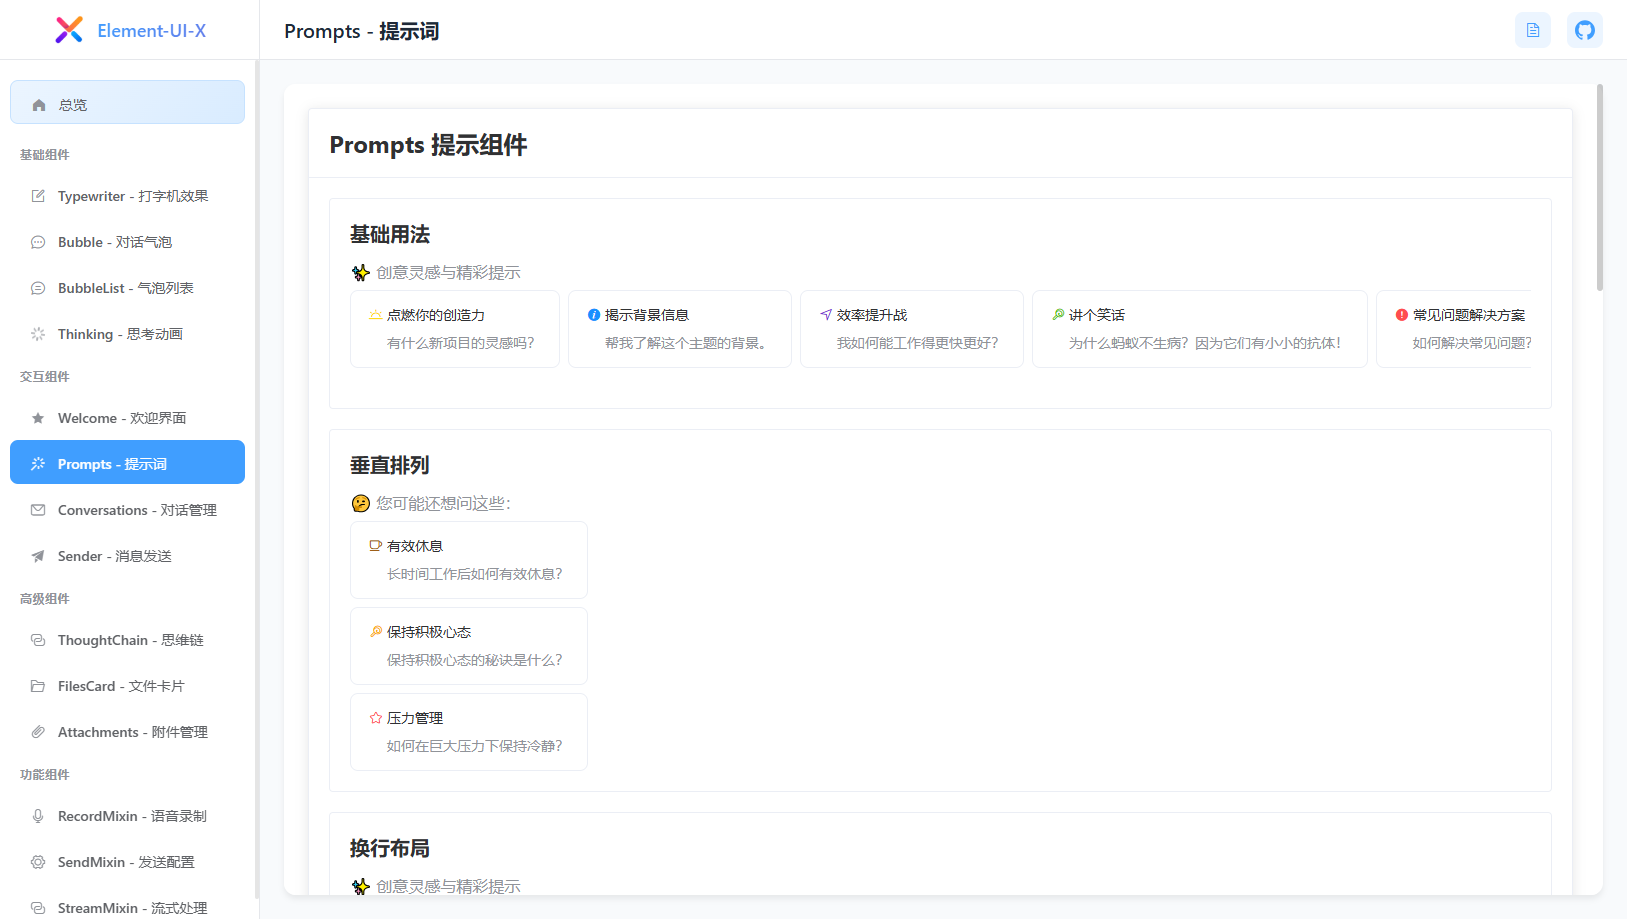 Element-UI-X
Prompts - 提示词
总览
基础组件
Typewriter - 打字机效果
Bubble - 对话气泡
BubbleList - 气泡列表
Thinking - 思考动画
交互组件
Welcome - 欢迎界面
Prompts - 提示词
Conversations - 对话管理
Sender - 消息发送
高级组件
ThoughtChain - 思维链
FilesCard - 文件卡片
Attachments - 附件管理
功能组件
RecordMixin - 语音录制
SendMixin - 发送配置
StreamMixin - 流式处理
Prompts 提示组件
基础用法
✨ 创意灵感与精彩提示
点燃你的创造力
有什么新项目的灵感吗？
揭示背景信息
帮我了解这个主题的背景。
效率提升战
我如何能工作得更快更好？
讲个笑话
为什么蚂蚁不生病？因为它们有小小的抗体！
常见问题解决方案
如何解决常见问题？
垂直排列
🤔 您可能还想问这些：
有效休息
长时间工作后如何有效休息？
保持积极心态
保持积极心态的秘诀是什么？
压力管理
如何在巨大压力下保持冷静？
换行布局
✨ 创意灵感与精彩提示